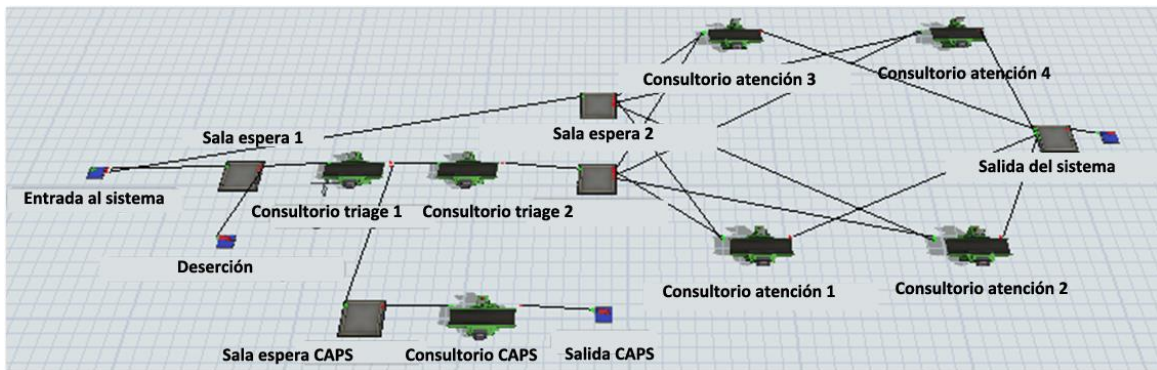 Consultorio atención 3
Consultorio atención 4
Sala espera 1
Sala espera 2
Salida del sistema
Entrada al sistema
Consultorio triage 1
Consultorio triage 2
Deserción
Consultorio atención 1
Consultorio atención 2
Sala espera CAPS
Consultorio CAPS
Salida CAPS